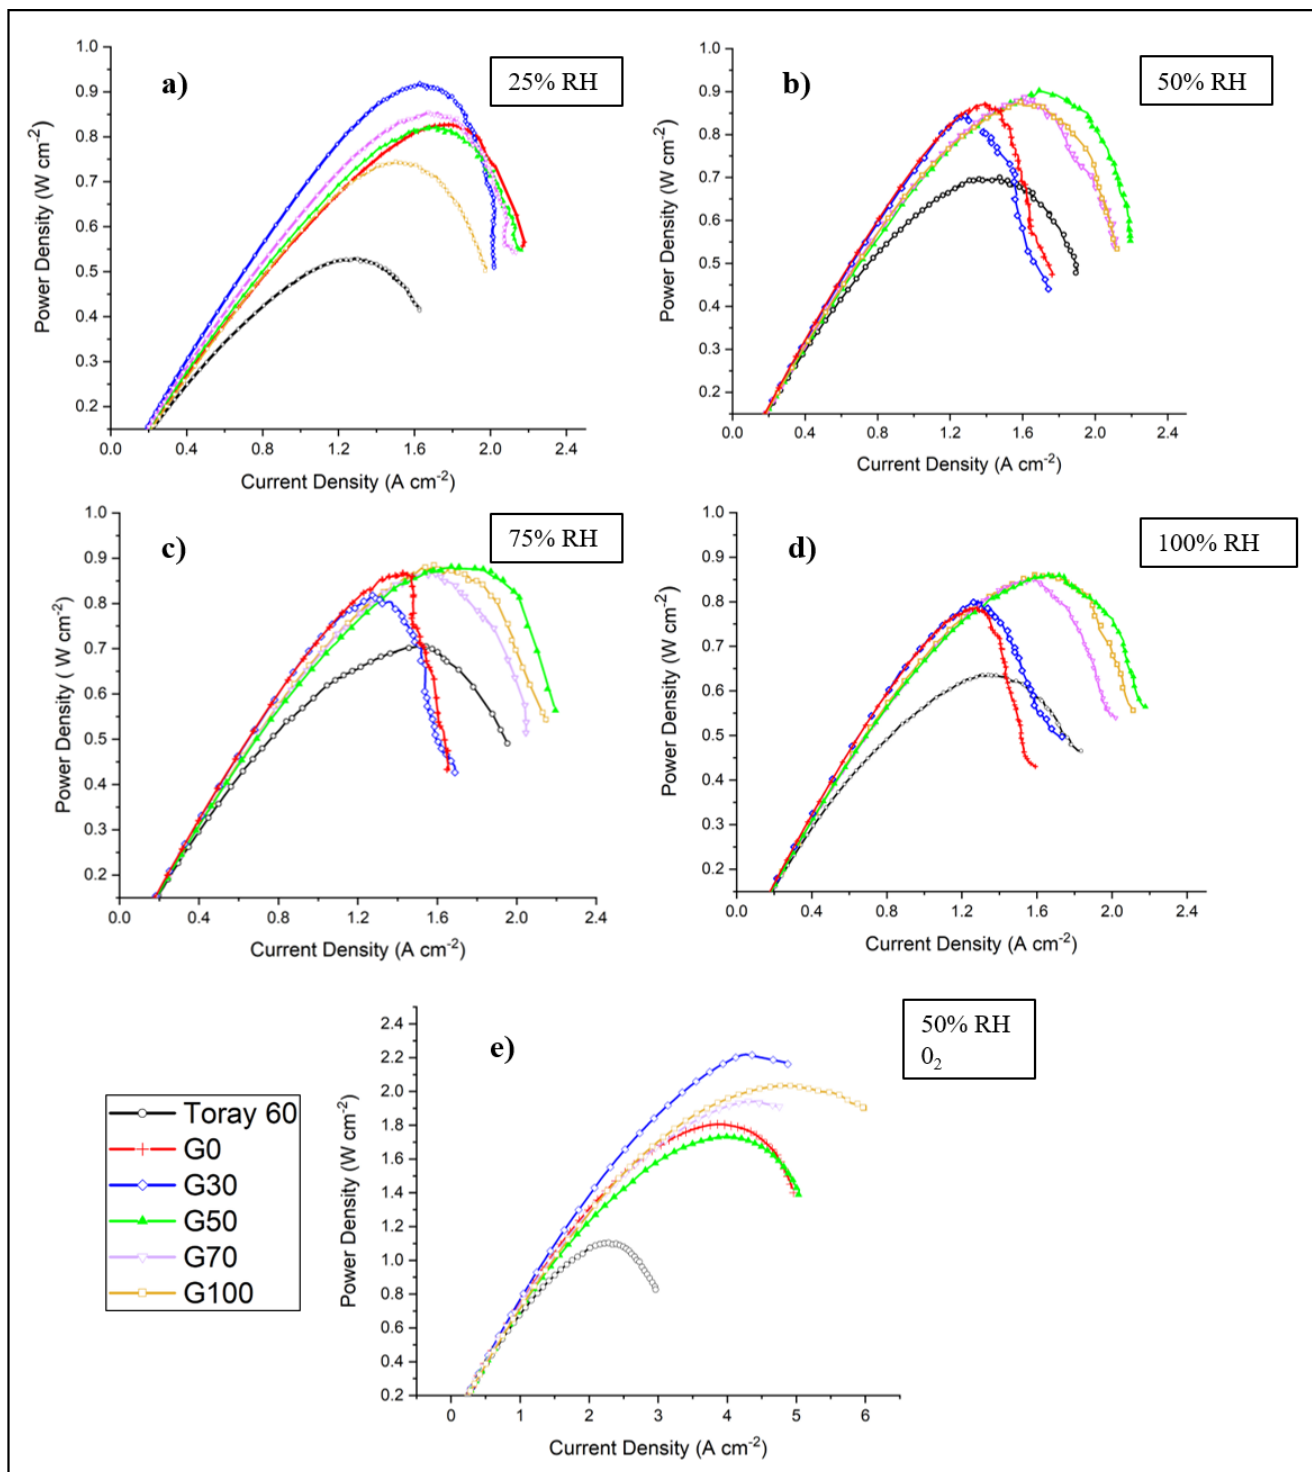 a)
25% RH
Power Density (W cm-2)
1.0
0.9
0.8
0.7
0.6
0.5
0.4
0.3
0.2
0.0 0.4 0.8 1.2 1.6 2.0 2.4
Current Density (A cm-2)
b)
50% RH
Power Density (W cm-2)
1.0
0.9
0.8
0.7
0.6
0.5
0.4
0.3
0.2
0.0 0.4 0.8 1.2 1.6 2.0 2.4
Current Density (A cm-2)
c)
75% RH
Power Density ( W cm-2)
1.0
0.9
0.8
0.7
0.6
0.5
0.4
0.3
0.2
0.0 0.4 0.8 1.2 1.6 2.0 2.4
Current Density (A cm-2)
d)
100% RH
Power Density (W cm-2)
1.0
0.9
0.8
0.7
0.6
0.5
0.4
0.3
0.2
0.0 0.4 0.8 1.2 1.6 2.0 2.4
Current Density (A cm-2)
e)
50% RH
02
Power Density (W cm-2)
2.4
2.2
2.0
1.8
1.6
1.4
1.2
1.0
0.8
0.6
0.4
0.2
0 1 2 3 4 5 6
Current Density (A cm-2)
Toray 60
G0
G30
G50
G70
G100